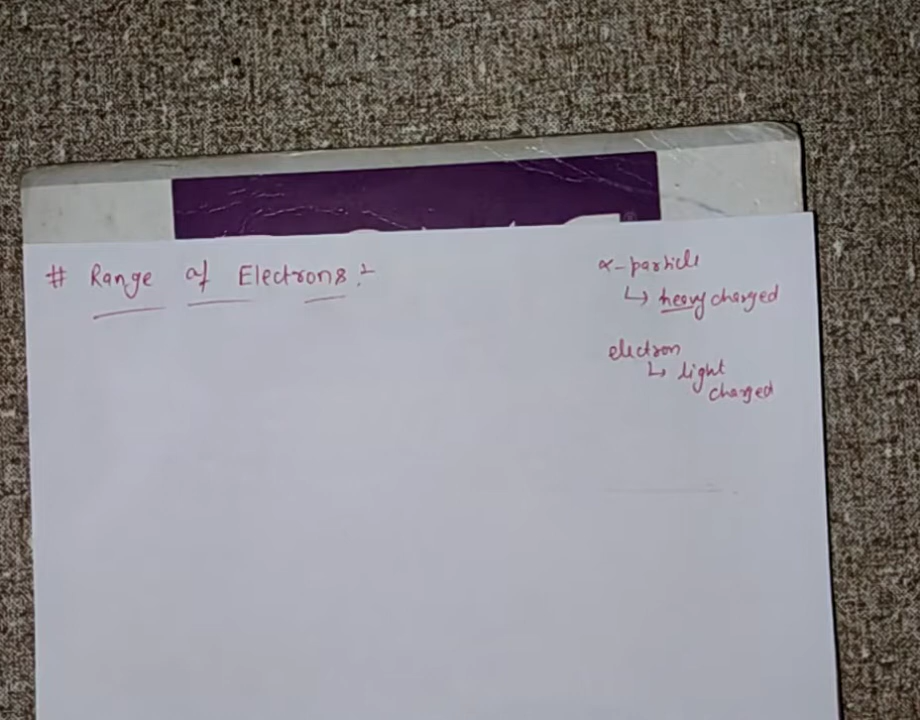 # Range of Electrons :-
α-particle
↳ heavy charged
electron
↳ light
charged